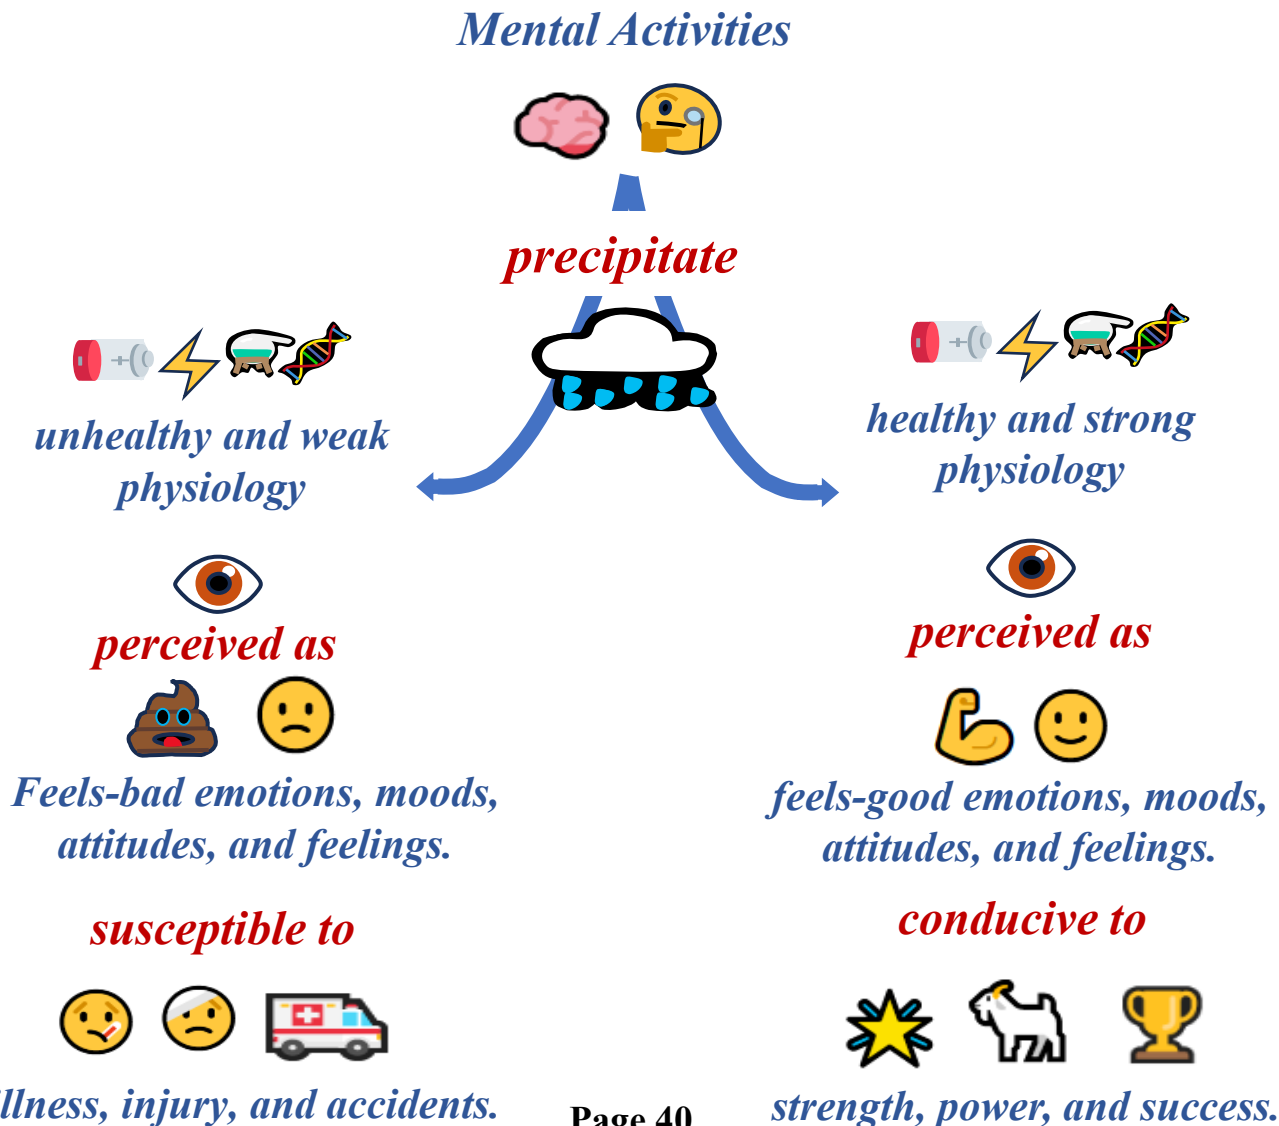 Mental Activities
precipitate
unhealthy and weak
physiology
perceived as
Feels-bad emotions, moods,
attitudes, and feelings.
susceptible to
llness, injury, and accidents.
healthy and strong
physiology
perceived as
feels-good emotions, moods,
attitudes, and feelings.
conducive to
strength, power, and success.
Page 40